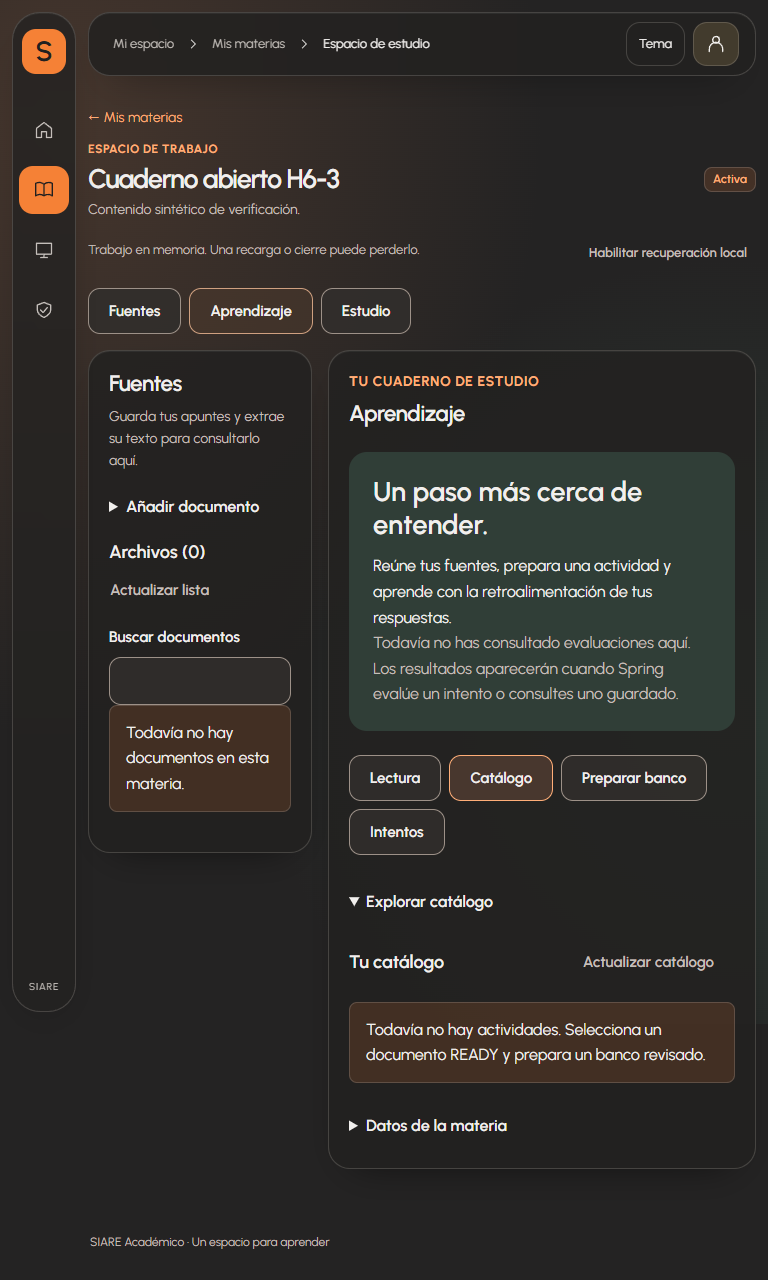 S
Mi espacio > Mis materias > Espacio de estudio
Tema
← Mis materias
ESPACIO DE TRABAJO
Cuaderno abierto H6-3
Activa
Contenido sintético de verificación.
Trabajo en memoria. Una recarga o cierre puede perderlo.
Habilitar recuperación local
Fuentes
Aprendizaje
Estudio
Fuentes
Guarda tus apuntes y extrae
su texto para consultarlo
aquí.
Añadir documento
Archivos (0)
Actualizar lista
Buscar documentos
Todavía no hay
documentos en esta
materia.
TU CUADERNO DE ESTUDIO
Aprendizaje
Un paso más cerca de
entender.
Reúne tus fuentes, prepara una actividad y
aprende con la retroalimentación de tus
respuestas.
Todavía no has consultado evaluaciones aquí.
Los resultados aparecerán cuando Spring
evalúe un intento o consultes uno guardado.
Lectura
Catálogo
Preparar banco
Intentos
Explorar catálogo
Tu catálogo
Actualizar catálogo
Todavía no hay actividades. Selecciona un
documento READY y prepara un banco revisado.
Datos de la materia
SIARE
SIARE Académico · Un espacio para aprender